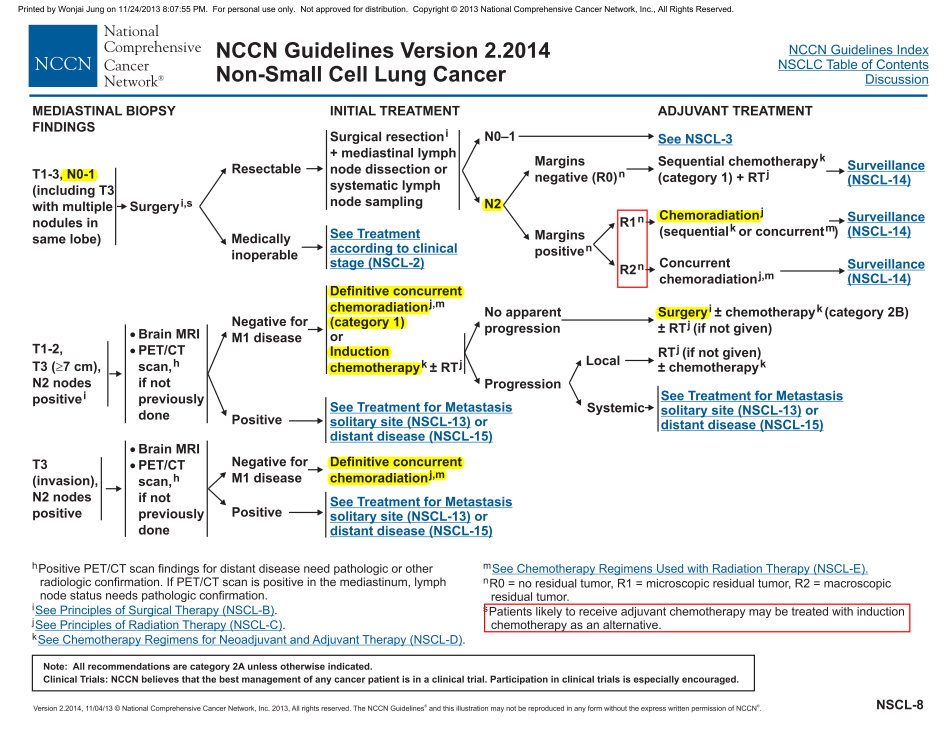 Printed by Wonjai Jung on 11/24/2013 8:07:55 PM. For personal use only. Not approved for distribution. Copyright © 2013 National Comprehensive Cancer Network, Inc., All Rights Reserved.
NCCN
National
Comprehensive
Cancer
Network®
NCCN Guidelines Version 2.2014
Non-Small Cell Lung Cancer
NCCN Guidelines Index
NSCLC Table of Contents
Discussion
MEDIASTINAL BIOPSY
FINDINGS
INITIAL TREATMENT
ADJUVANT TREATMENT
T1-3, N0-1
(including T3
with multiple
nodules in
same lobe)
Surgery i,s
Resectable
Surgical resection i
+ mediastinal lymph
node dissection or
systematic lymph
node sampling
N0–1
See NSCL-3
N2
Margins
negative (R0) n
Sequential chemotherapy k
(category 1) + RT j
Surveillance
(NSCL-14)
Margins
positive n
R1 n
Chemoradiation j
(sequential k or concurrent m)
Surveillance
(NSCL-14)
R2 n
Concurrent
chemoradiation j,m
Surveillance
(NSCL-14)
Medically
inoperable
See Treatment
according to clinical
stage (NSCL-2)
T1-2,
T3 (≥7 cm),
N2 nodes
positive i
• Brain MRI
• PET/CT
scan, h
if not
previously
done
Negative for
M1 disease
Definitive concurrent
chemoradiation j,m
(category 1)
or
Induction
chemotherapy k ± RT j
No apparent
progression
Surgery i ± chemotherapy k (category 2B)
± RT j (if not given)
Progression
Local
RT j (if not given)
± chemotherapy k
Systemic
See Treatment for Metastasis
solitary site (NSCL-13) or
distant disease (NSCL-15)
Positive
See Treatment for Metastasis
solitary site (NSCL-13) or
distant disease (NSCL-15)
T3
(invasion),
N2 nodes
positive
• Brain MRI
• PET/CT
scan, h
if not
previously
done
Negative for
M1 disease
Definitive concurrent
chemoradiation j,m
Positive
See Treatment for Metastasis
solitary site (NSCL-13) or
distant disease (NSCL-15)
h Positive PET/CT scan findings for distant disease need pathologic or other
radiologic confirmation. If PET/CT scan is positive in the mediastinum, lymph
node status needs pathologic confirmation.
i See Principles of Surgical Therapy (NSCL-B).
j See Principles of Radiation Therapy (NSCL-C).
k See Chemotherapy Regimens for Neoadjuvant and Adjuvant Therapy (NSCL-D).
m See Chemotherapy Regimens Used with Radiation Therapy (NSCL-E).
n R0 = no residual tumor, R1 = microscopic residual tumor, R2 = macroscopic
residual tumor.
s Patients likely to receive adjuvant chemotherapy may be treated with induction
chemotherapy as an alternative.
Note: All recommendations are category 2A unless otherwise indicated.
Clinical Trials: NCCN believes that the best management of any cancer patient is in a clinical trial. Participation in clinical trials is especially encouraged.
Version 2.2014, 11/04/13 © National Comprehensive Cancer Network, Inc. 2013, All rights reserved. The NCCN Guidelines® and this illustration may not be reproduced in any form without the express written permission of NCCN®.
NSCL-8